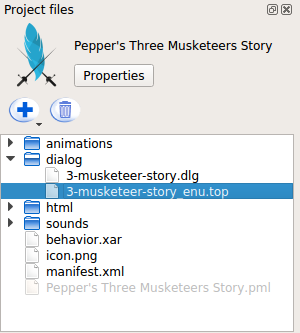 Project files
Pepper's Three Musketeers Story
Properties
animations
dialog
3-musketeer-story.dlg
3-musketeer-story_enu.top
html
sounds
behavior.xar
icon.png
manifest.xml
Pepper's Three Musketeers Story.pml